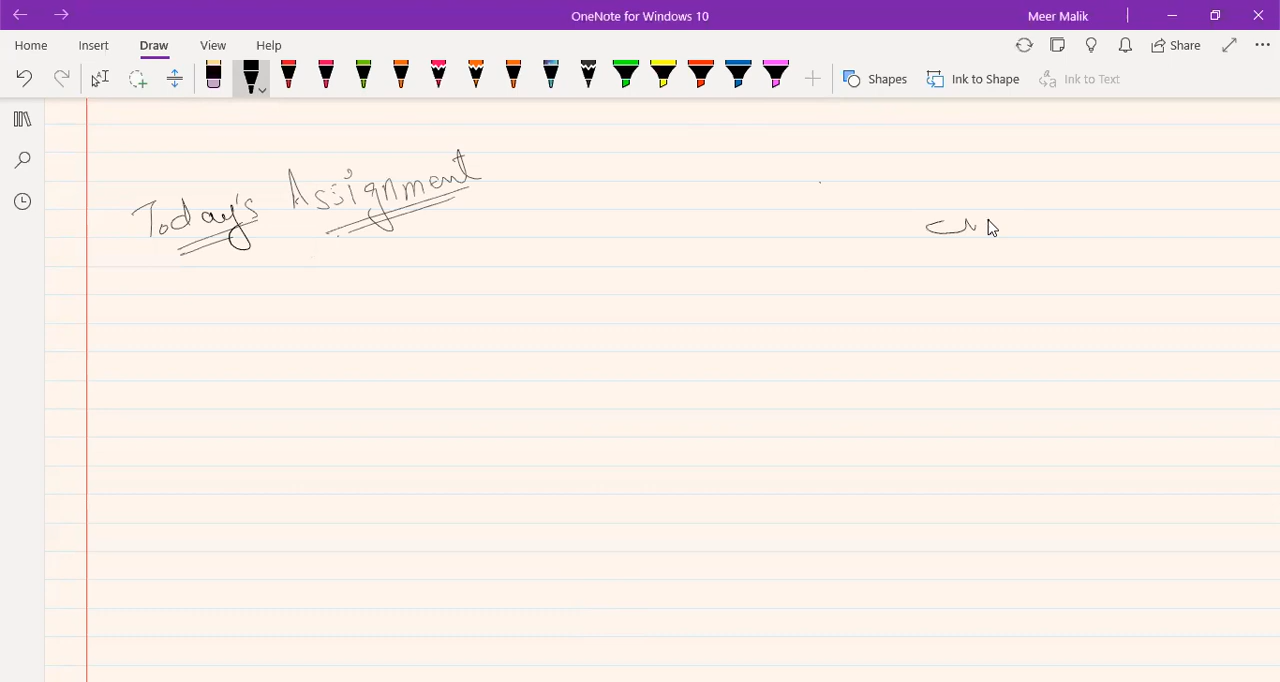 OneNote for Windows 10
Meer Malik
Home Insert Draw View Help
Share
Shapes
Ink to Shape
Ink to Text
Today's Assignment